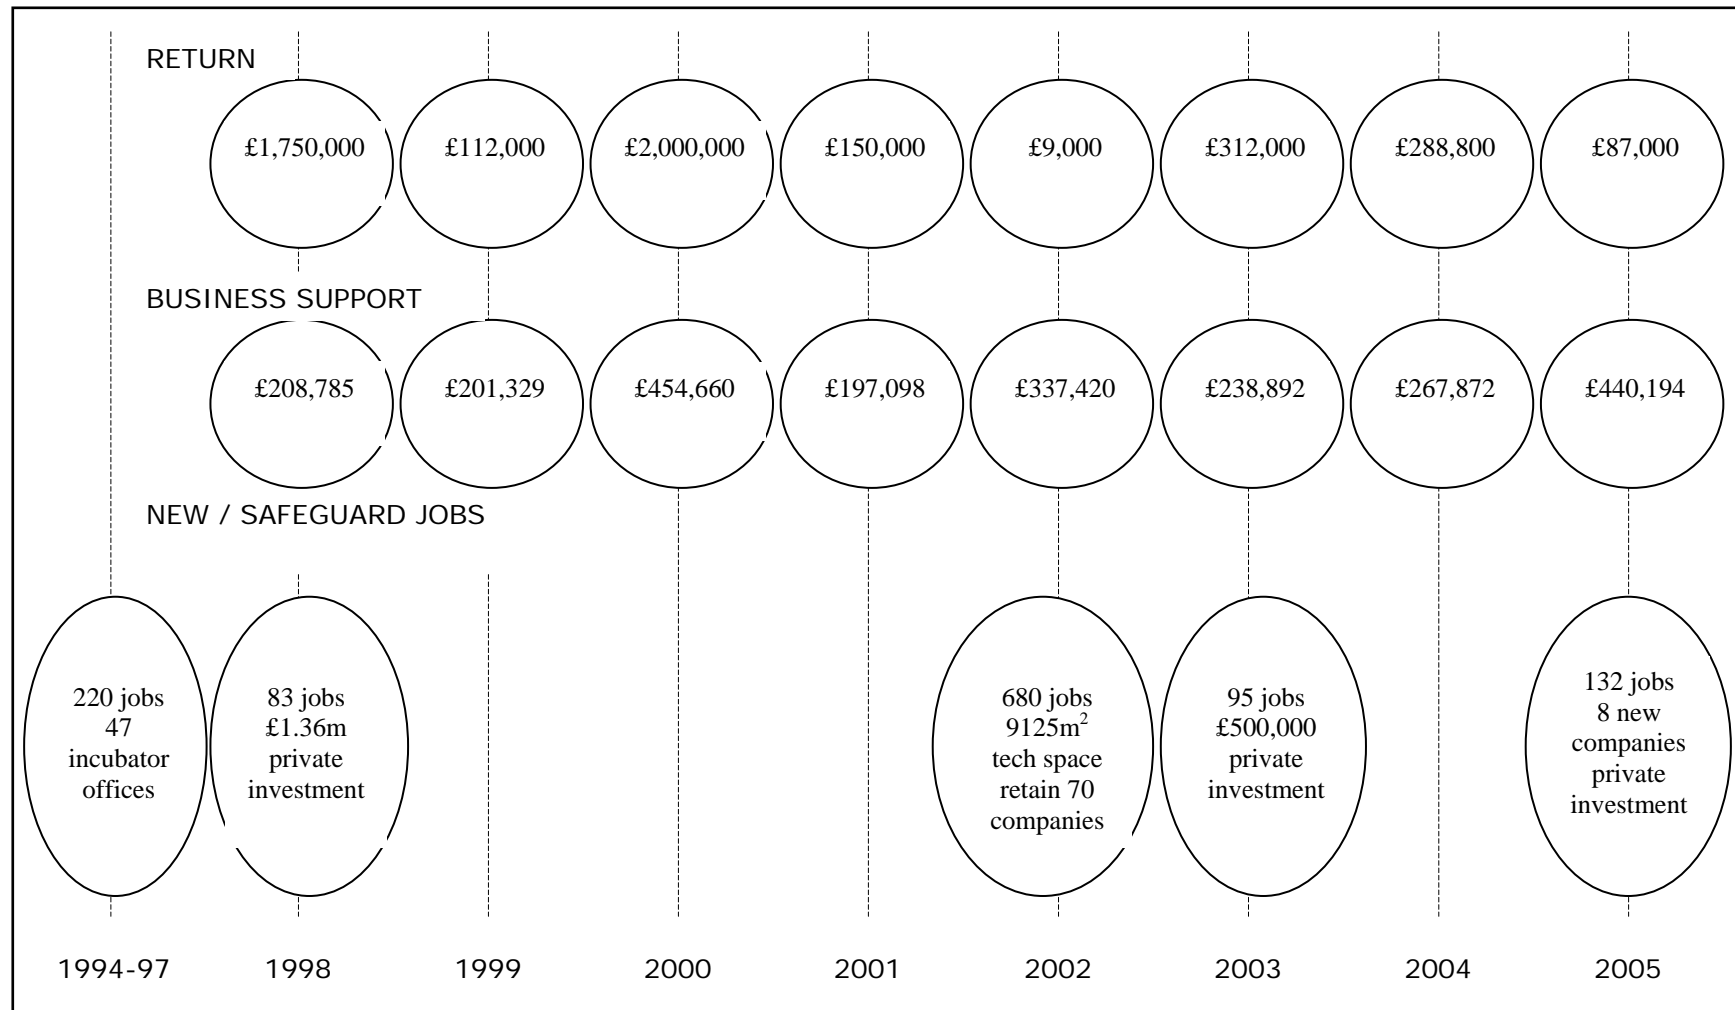 RETURN
£1,750,000 £112,000 £2,000,000 £150,000 £9,000 £312,000 £288,800 £87,000
BUSINESS SUPPORT
£208,785 £201,329 £454,660 £197,098 £337,420 £238,892 £267,872 £440,194
NEW / SAFEGUARD JOBS
220 jobs
47
incubator
offices
83 jobs
£1.36m
private
investment
680 jobs
9125m²
tech space
retain 70
companies
95 jobs
£500,000
private
investment
132 jobs
8 new
companies
private
investment
1994-97 1998 1999 2000 2001 2002 2003 2004 2005